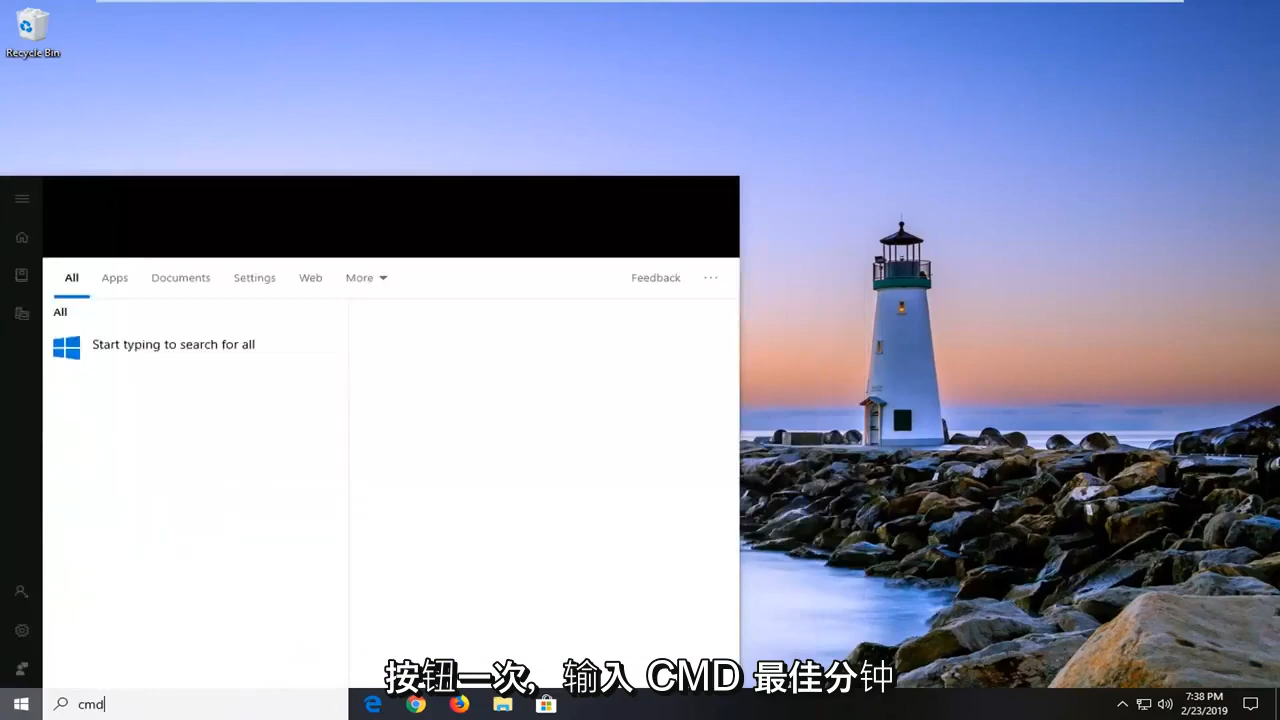 Recycle Bin
All Apps Documents Settings Web More Feedback ...
All
Start typing to search for all
按钮一次, 输入 CMD 最佳分钟
cmd
7:38 PM
2/23/2019